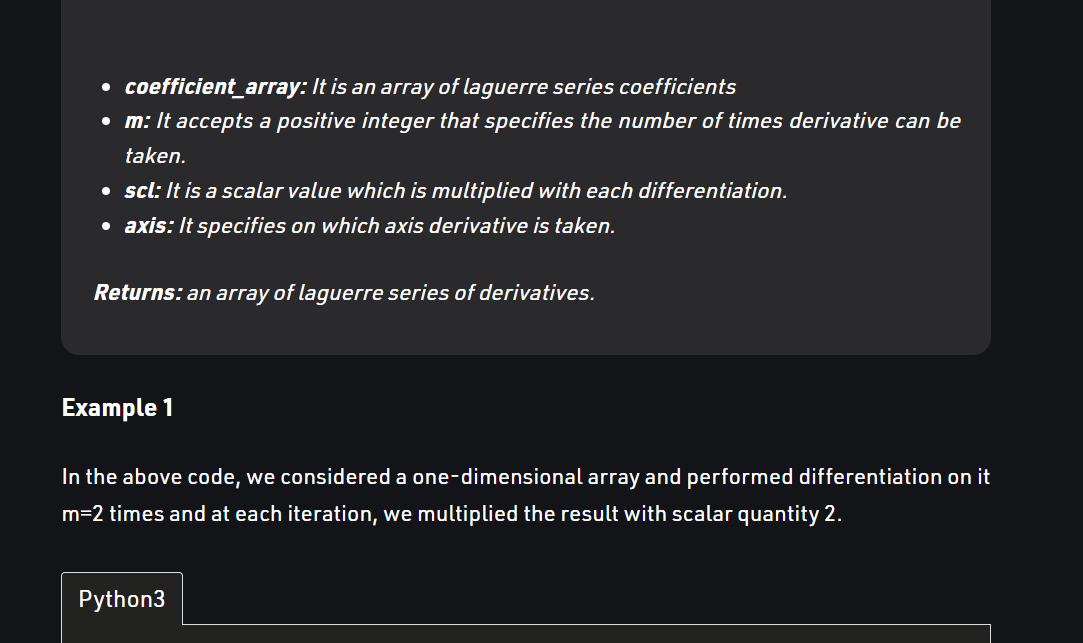 coefficient_array: It is an array of laguerre series coefficients
m: It accepts a positive integer that specifies the number of times derivative can be
taken.
scl: It is a scalar value which is multiplied with each differentiation.
axis: It specifies on which axis derivative is taken.
Returns: an array of laguerre series of derivatives.
Example 1
In the above code, we considered a one-dimensional array and performed differentiation on it
m=2 times and at each iteration, we multiplied the result with scalar quantity 2.
Python3